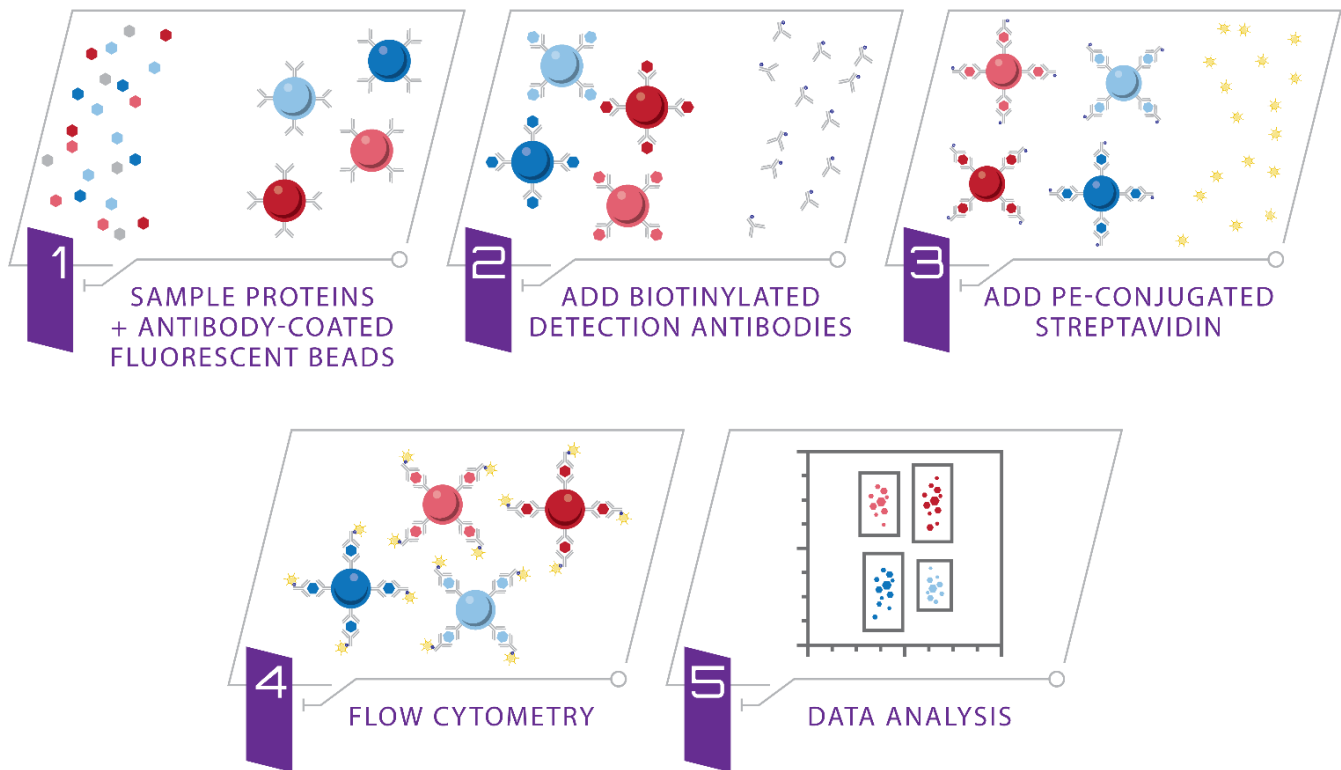 1
SAMPLE PROTEINS
+ ANTIBODY-COATED
FLUORESCENT BEADS
2
ADD BIOTINYLATED
DETECTION ANTIBODIES
3
ADD PE-CONJUGATED
STREPTAVIDIN
4
FLOW CYTOMETRY
5
DATA ANALYSIS